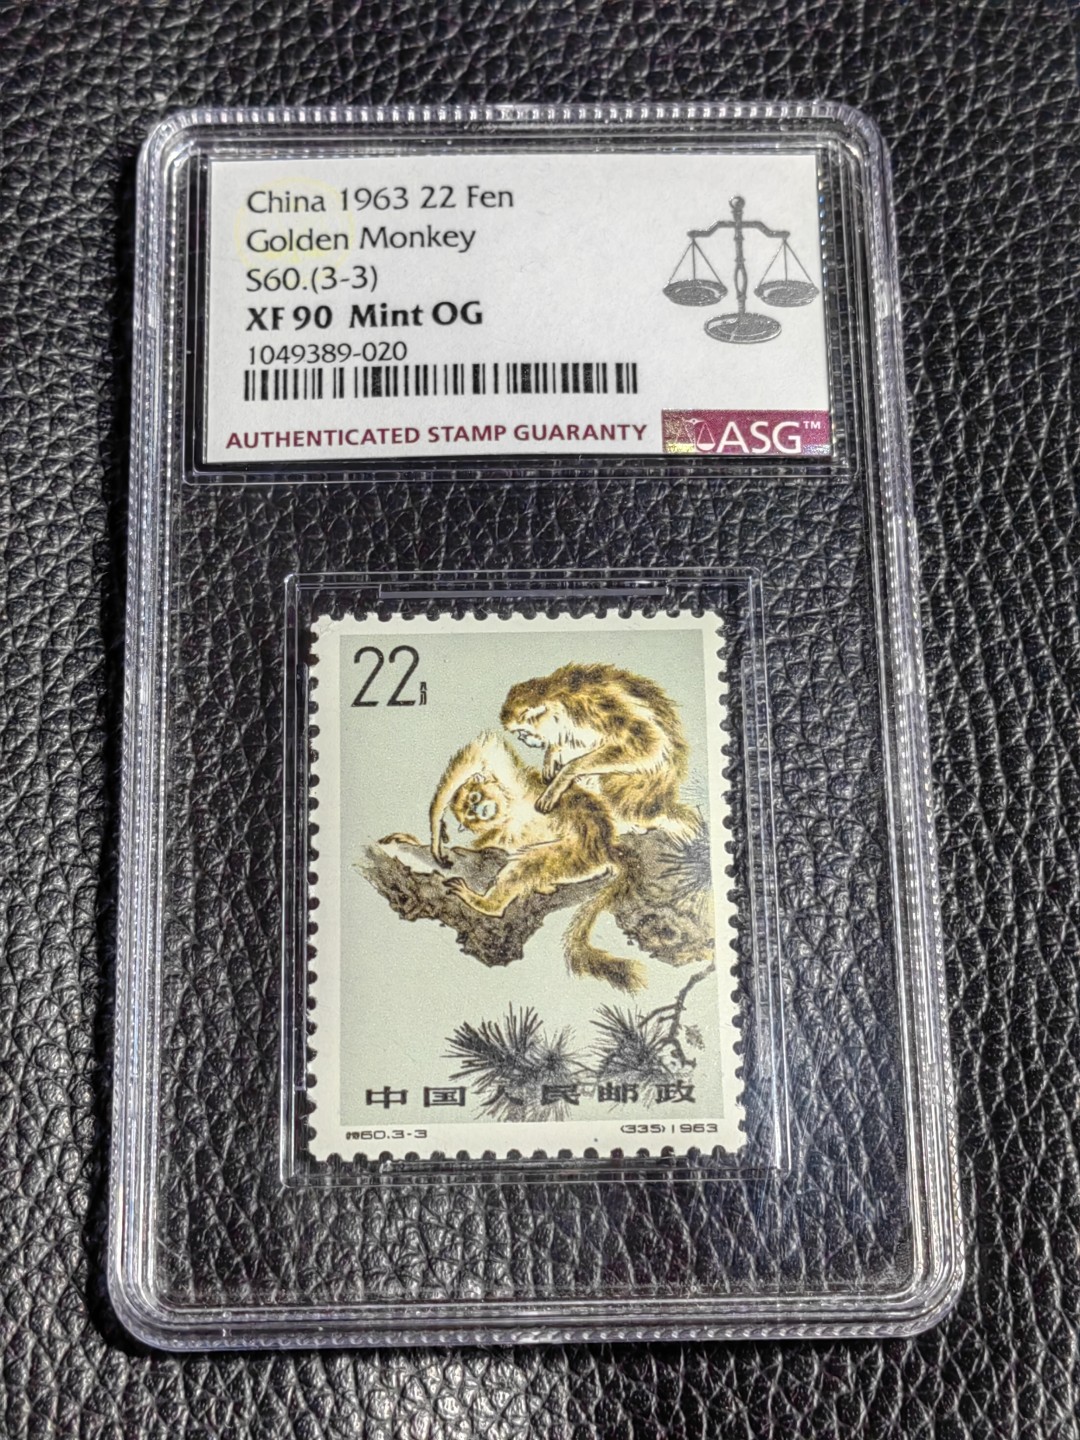 China 1963 22 Fen
Golden Monkey
S60.(3-3)
XF 90 Mint OG
1049389-020
AUTHENTICATED STAMP GUARANTY
ASG™
22分
中国人民邮政
特60.3-3
(335)1963